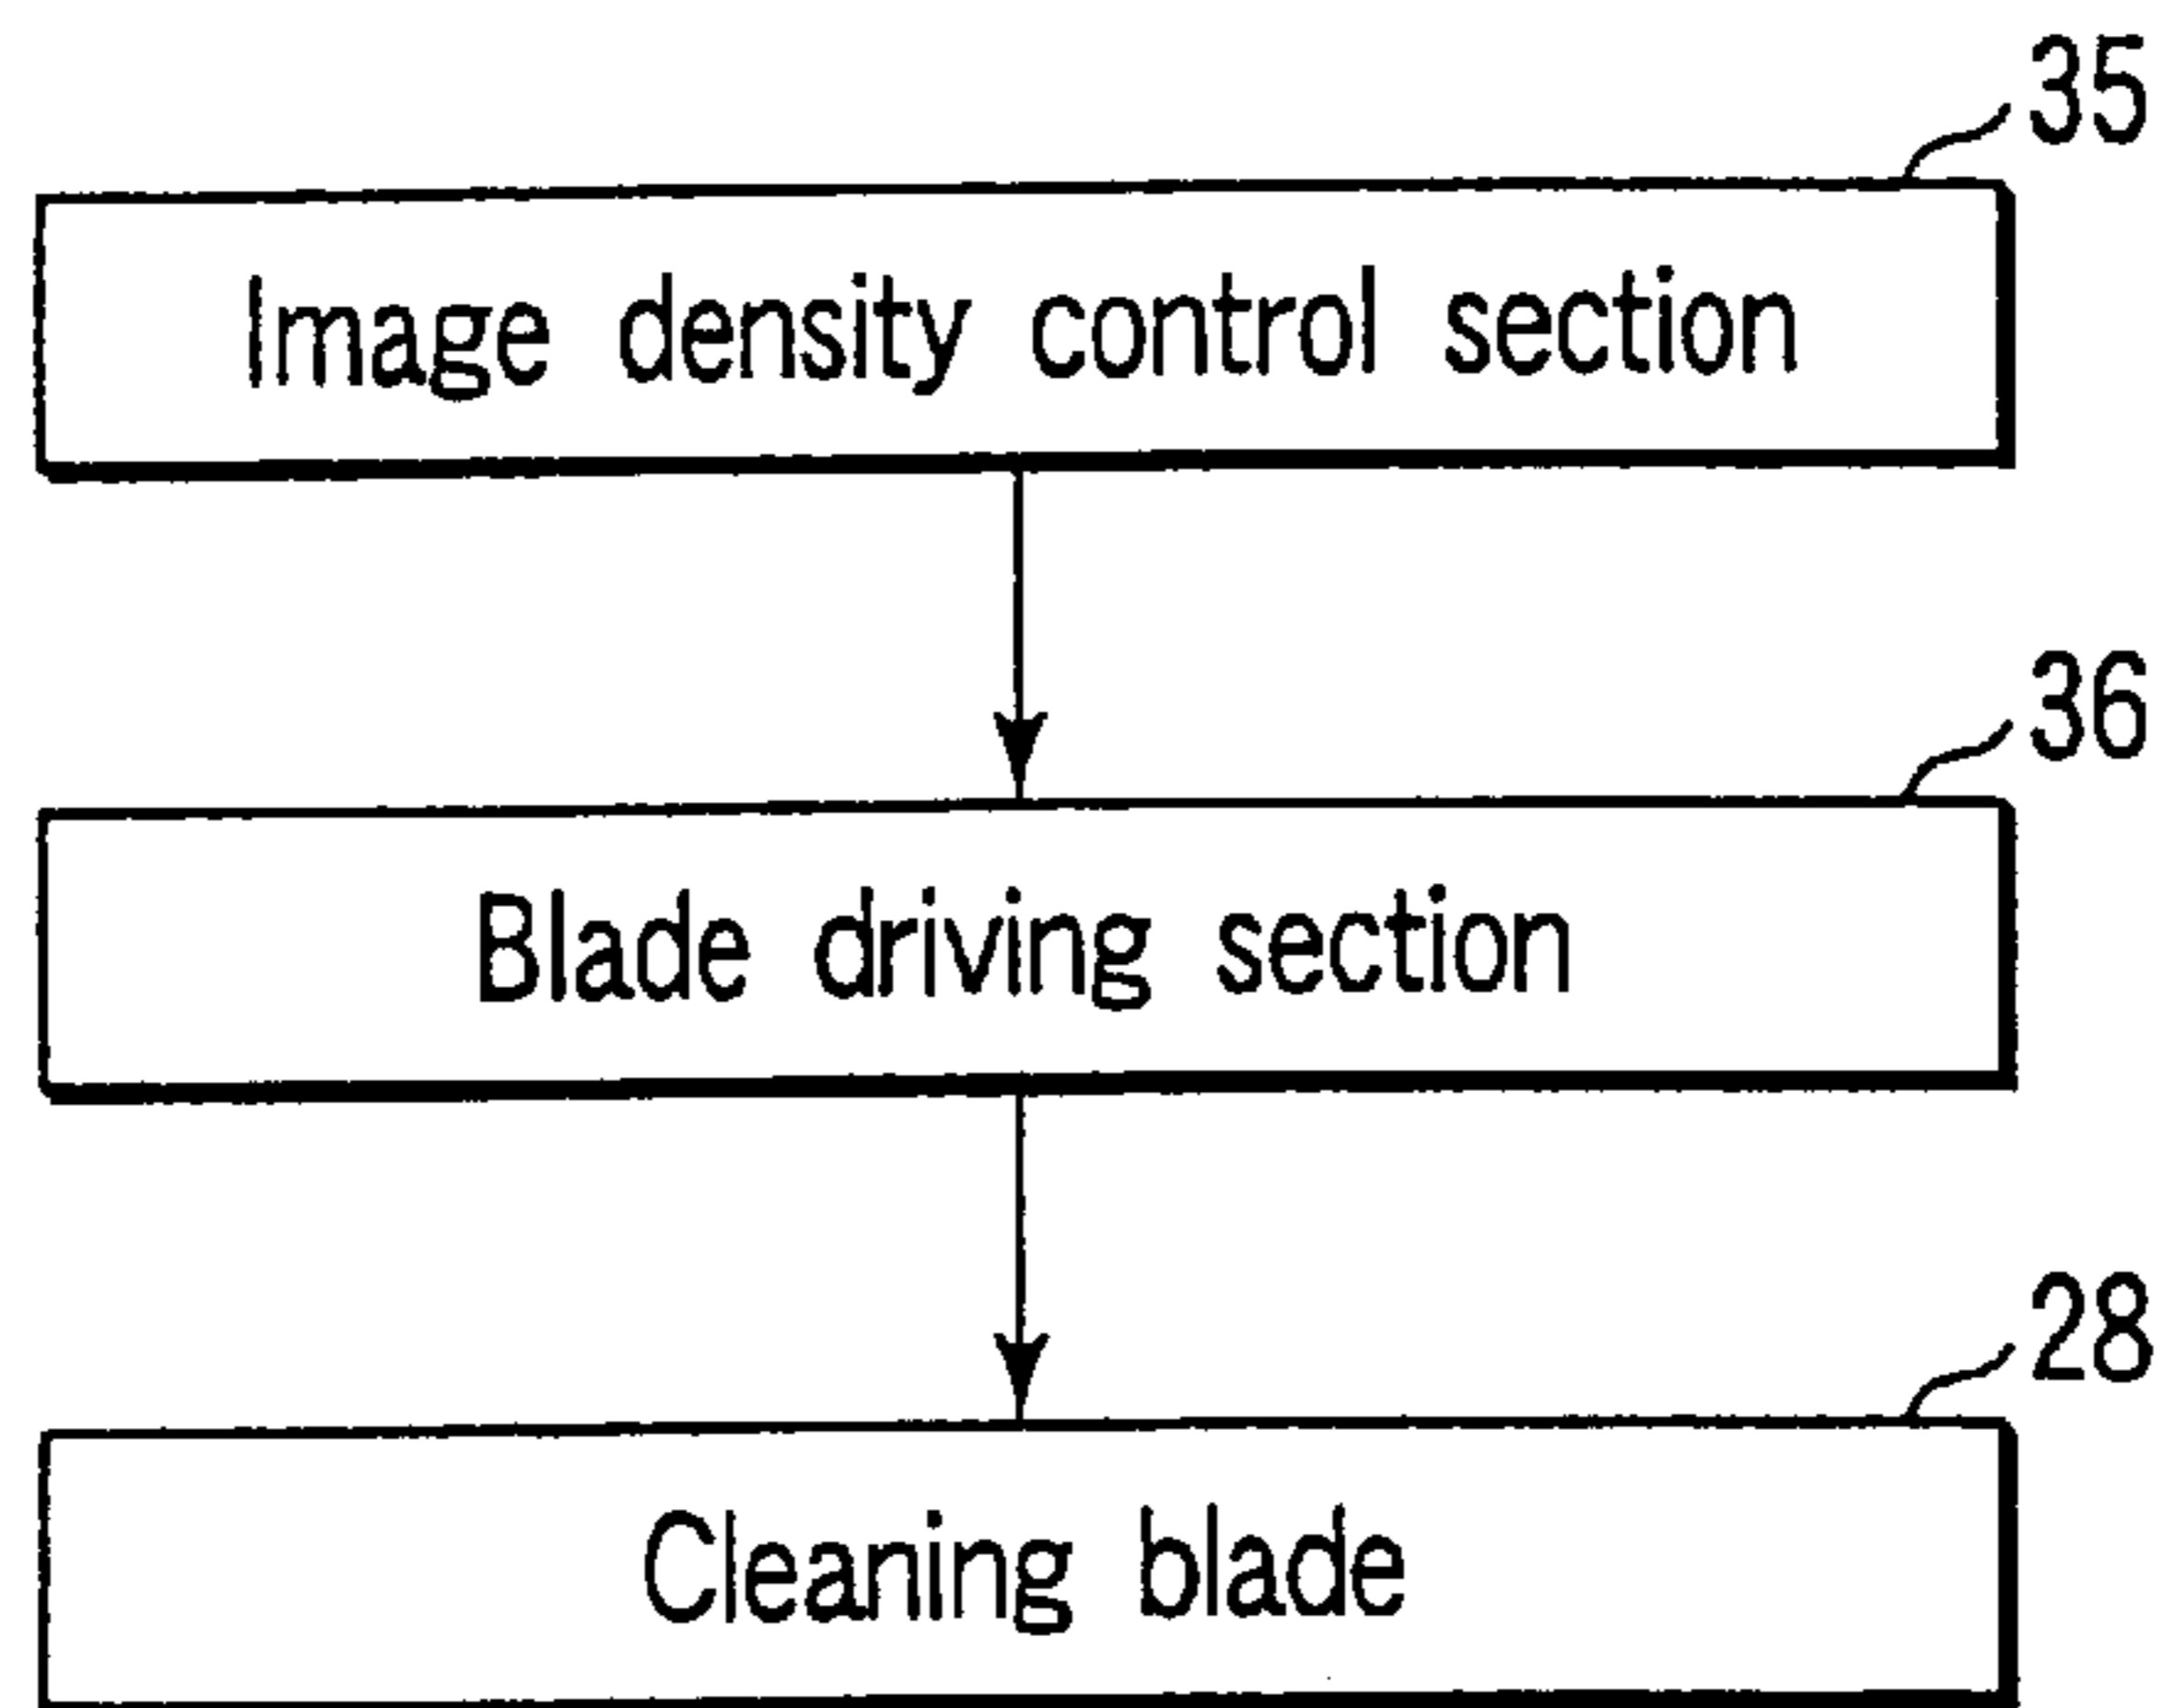 35
Image density control section
36
Blade driving section
28
Cleaning blade